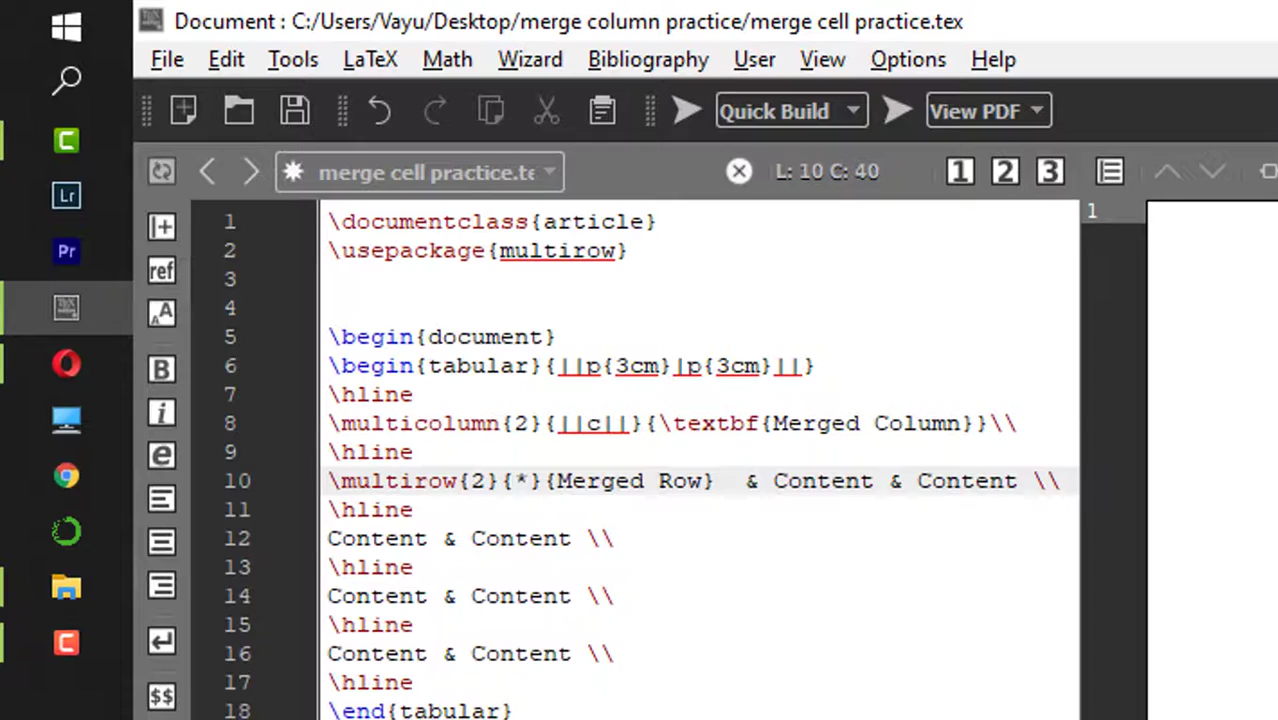 Document : C:/Users/Vayu/Desktop/merge column practice/merge cell practice.tex
File Edit Tools LaTeX Math Wizard Bibliography User View Options Help
Quick Build View PDF
merge cell practice.te L: 10 C: 40 1 2 3
1
1 \documentclass{article}
2 \usepackage{multirow}
3
4
5 \begin{document}
6 \begin{tabular}{||p{3cm}|p{3cm}||}
7 \hline
8 \multicolumn{2}{||c||}{\textbf{Merged Column}}\\
9 \hline
10 \multirow{2}{*}{Merged Row}  & Content & Content \\
11 \hline
12 Content & Content \\
13 \hline
14 Content & Content \\
15 \hline
16 Content & Content \\
17 \hline
18 \end{tabular}
C
Lr
Pr
C
ref
A
A
B
i
e
$$